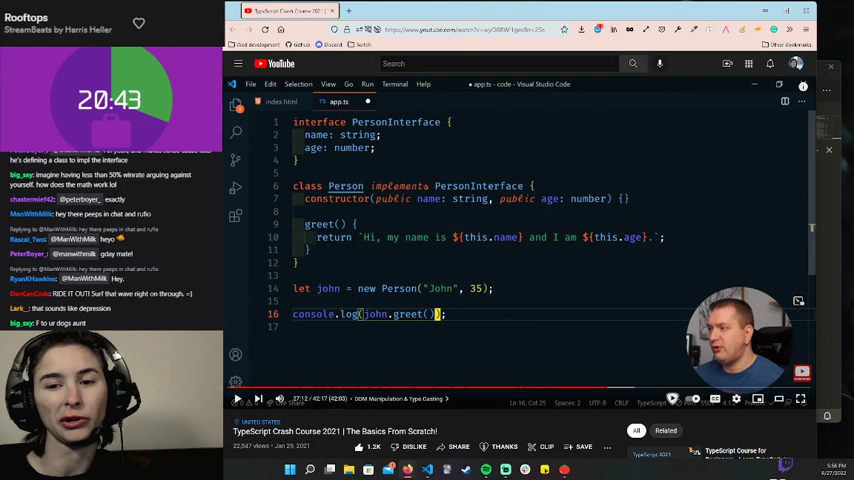 Rooftops
StreamBeats by Harris Heller
20:43
he's defining a class to impl the interface
big_sxy: imagine having less than 50% winrate arguing against
yourself. how does the math work lol
chastermief42: @peterboyer_ exactly
ManWithMilk: hey there peeps in chat and rufio
Replying to @ManWithMilk: hey there peeps in chat and rufio
Rascal_Two: @ManWithMilk heyo
PeterBoyer_: @manwithmilk gday mate!
Replying to @ManWithMilk: hey there peeps in chat and rufio
RyanKHawkins: @ManWithMilk Hey.
DanCanCode: RIDE IT OUT! Surf that wave right on through. =)
Lark_: that sounds like depression
big_sxy: F to ur dogs aunt
TypeScript Crash Course 2021 |
Web development
Github
Discord
Twitch
Other Bookmarks
YouTube
Search
File
Edit
Selection
View
Go
Run
Terminal
Help
app.ts - code - Visual Studio Code
index.html
app.ts
1 interface PersonInterface {
2 name: string;
3 age: number;
4 }
5
6 class Person implements PersonInterface {
7 constructor(public name: string, public age: number) {}
8
9 greet() {
10 return `Hi, my name is ${this.name} and I am ${this.age}.`;
11 }
12 }
13
14 let john = new Person("John", 35);
15
16 console.log(john.greet());
17
SUBSCRIBE
27:12 / 42:17 (42:03) • DOM Manipulation & Type Casting
Live Share
Ln 16, Col 25
Spaces: 2
UTF-8
CRLF
TypeScript
UNITED STATES
TypeScript Crash Course 2021 | The Basics From Scratch!
22,847 views • Jan 29, 2021
1.2K
DISLIKE
SHARE
THANKS
CLIP
SAVE
All
Related
TypeScript Course for
5:56 PM
6/27/2022